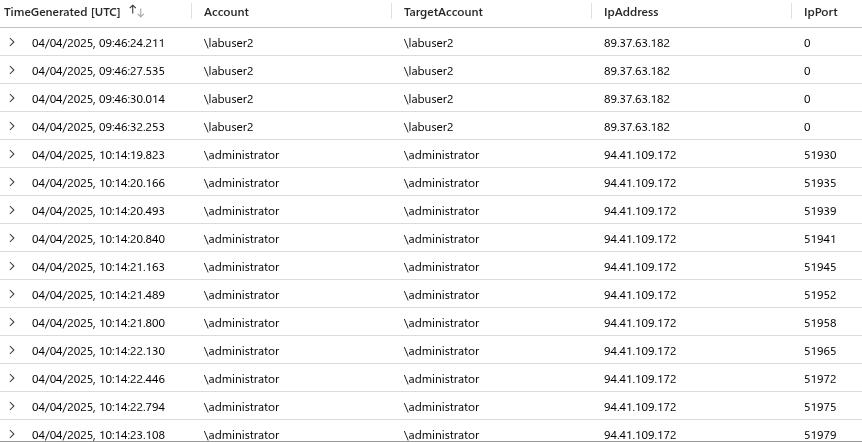 TimeGenerated [UTC] Account TargetAccount IpAddress IpPort
04/04/2025, 09:46:24.211 \labuser2 \labuser2 89.37.63.182 0
04/04/2025, 09:46:27.535 \labuser2 \labuser2 89.37.63.182 0
04/04/2025, 09:46:30.014 \labuser2 \labuser2 89.37.63.182 0
04/04/2025, 09:46:32.253 \labuser2 \labuser2 89.37.63.182 0
04/04/2025, 10:14:19.823 \administrator \administrator 94.41.109.172 51930
04/04/2025, 10:14:20.166 \administrator \administrator 94.41.109.172 51935
04/04/2025, 10:14:20.493 \administrator \administrator 94.41.109.172 51939
04/04/2025, 10:14:20.840 \administrator \administrator 94.41.109.172 51941
04/04/2025, 10:14:21.163 \administrator \administrator 94.41.109.172 51945
04/04/2025, 10:14:21.489 \administrator \administrator 94.41.109.172 51952
04/04/2025, 10:14:21.800 \administrator \administrator 94.41.109.172 51958
04/04/2025, 10:14:22.130 \administrator \administrator 94.41.109.172 51965
04/04/2025, 10:14:22.446 \administrator \administrator 94.41.109.172 51972
04/04/2025, 10:14:22.794 \administrator \administrator 94.41.109.172 51975
04/04/2025, 10:14:23.108 \administrator \administrator 94.41.109.172 51979